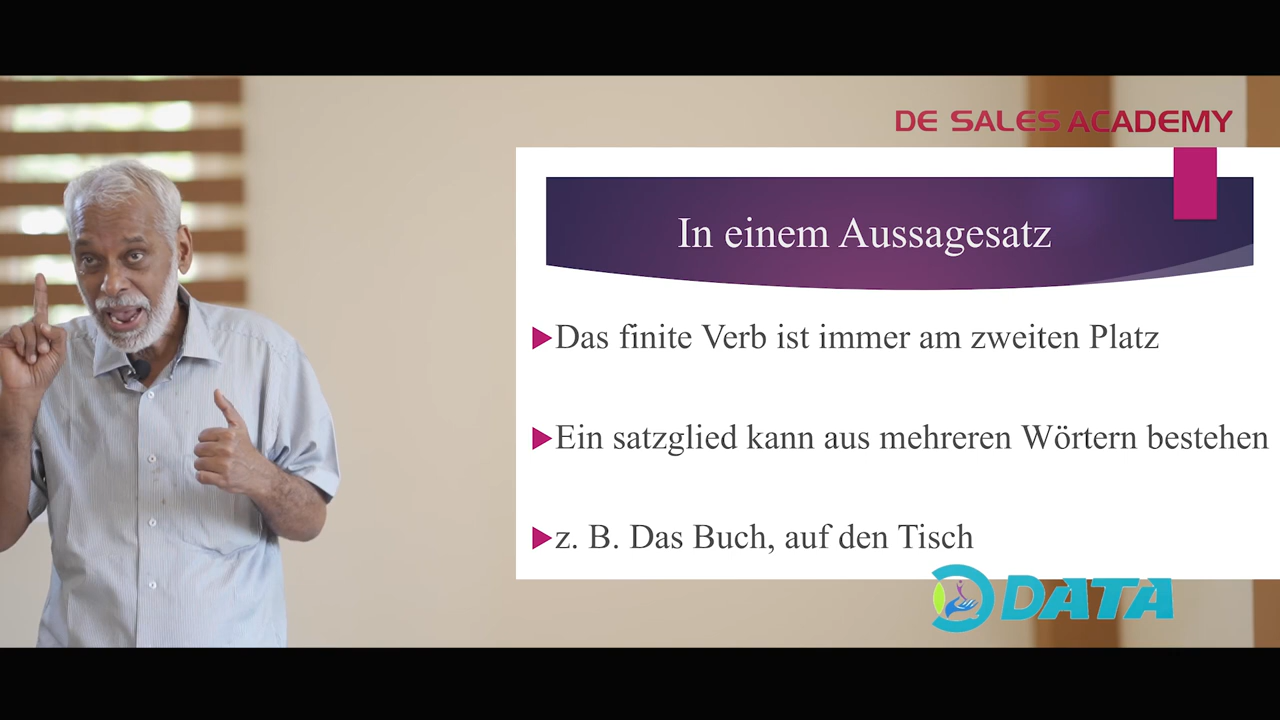 DE SALES ACADEMY
In einem Aussagesatz
Das finite Verb ist immer am zweiten Platz
Ein satzglied kann aus mehreren Wörtern bestehen
z. B. Das Buch, auf den Tisch
DATA